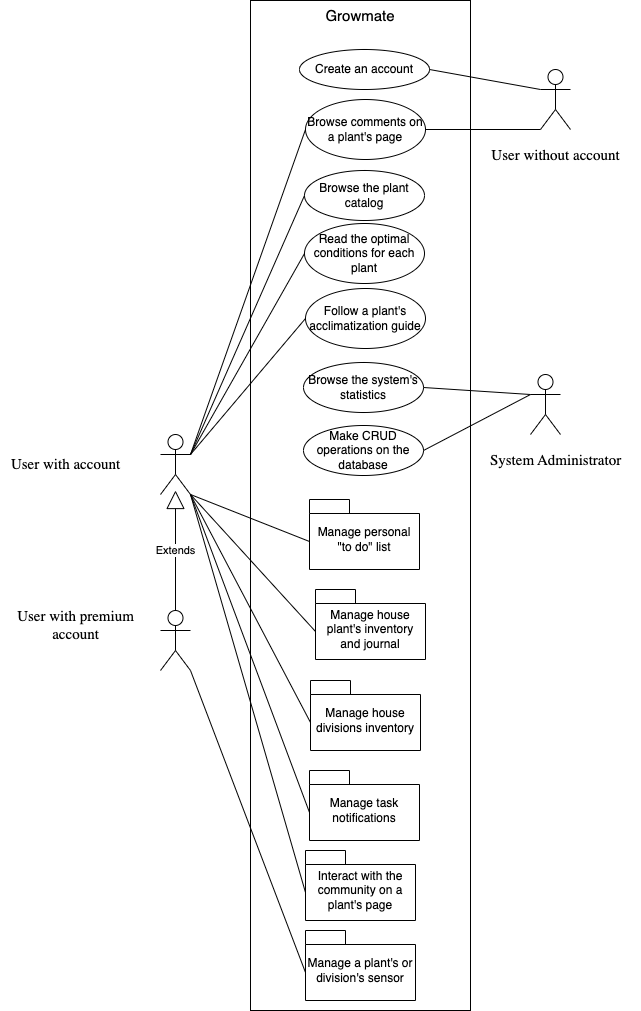 Growmate
Create an account
Browse comments on
a plant's page
User without account
Browse the plant
catalog
Read the optimal
conditions for each
plant
Follow a plant's
acclimatization guide
Browse the system's
statistics
Make CRUD
operations on the
database
System Administrator
User with account
Manage personal
"to do" list
Extends
User with premium
account
Manage house
plant's inventory
and journal
Manage house
divisions inventory
Manage task
notifications
Interact with the
community on a
plant's page
Manage a plant's or
division's sensor